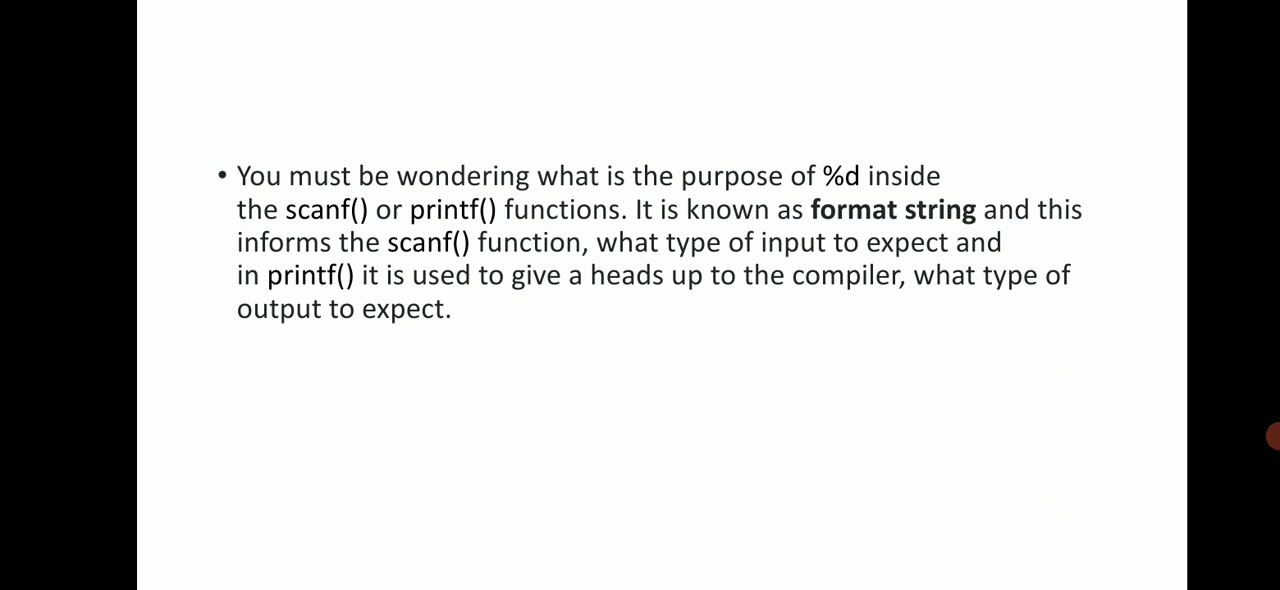 • You must be wondering what is the purpose of %d inside
the scanf() or printf() functions. It is known as format string and this
informs the scanf() function, what type of input to expect and
in printf() it is used to give a heads up to the compiler, what type of
output to expect.